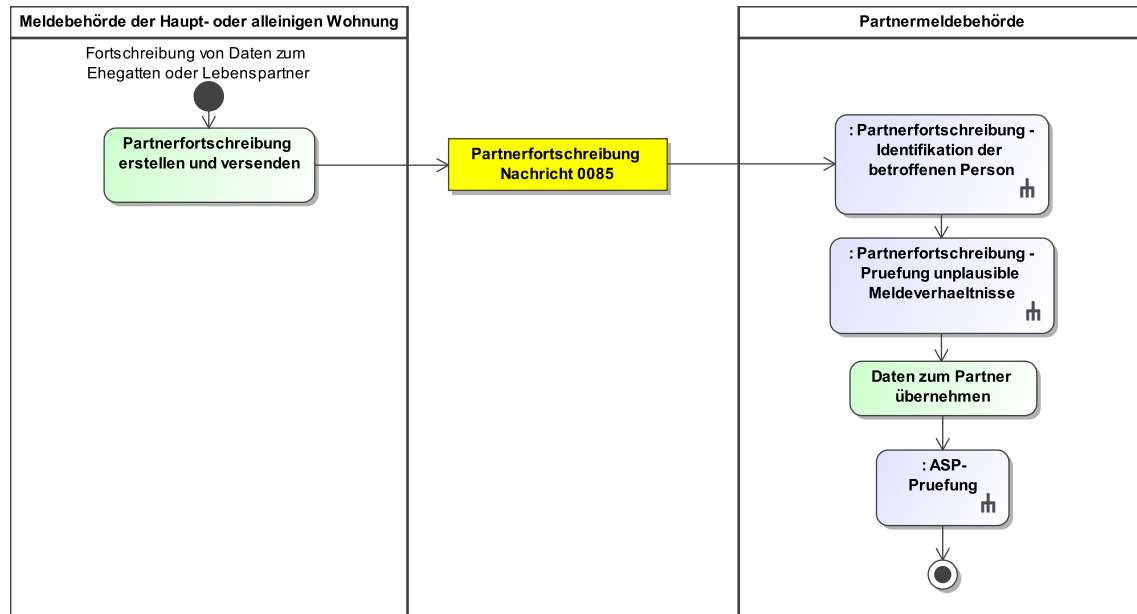 Meldebehörde der Haupt- oder alleinigen Wohnung
Partnermeldebehörde
Fortschreibung von Daten zum
Ehegatten oder Lebenspartner
Partnerfortschreibung
erstellen und versenden
Partnerfortschreibung
Nachricht 0085
: Partnerfortschreibung -
Identifikation der
betroffenen Person
: Partnerfortschreibung -
Pruefung unplausible
Meldeverhaeltnisse
Daten zum Partner
übernehmen
: ASP-
Pruefung